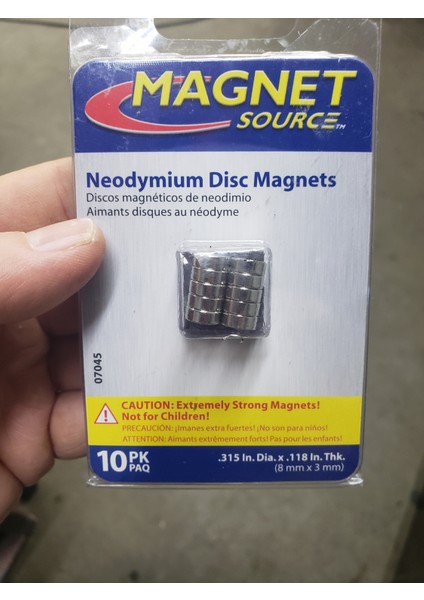 MAGNET
SOURCE™
Neodymium Disc Magnets
Discos magnéticos de neodimio
Aimants disques au néodyme
07045
CAUTION: Extremely Strong Magnets!
Not for Children!
PRECAUCIÓN: ¡Imanes extra fuertes! ¡No son para niños!
ATTENTION: Aimants extrêmement forts! Pas pour les enfants!
10 PK
PAQ
.315 In. Dia. x .118 In. Thk.
(8 mm x 3 mm)